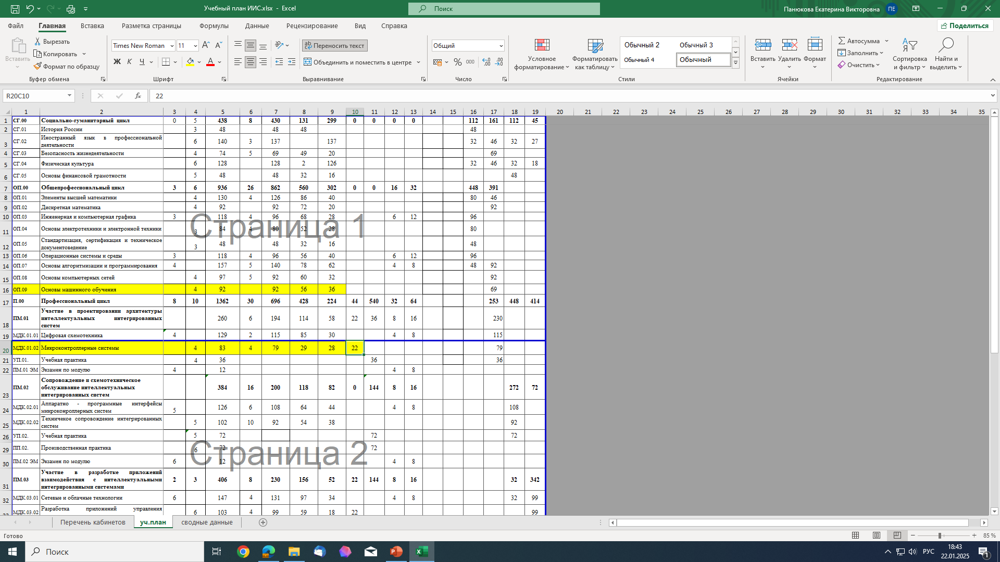 Учебный план ИИС.xlsx - Excel
Поиск
Панюкова Екатерина Викторовна ПЕ
Файл Главная Вставка Разметка страницы Формулы Данные Рецензирование Вид Справка Поделиться
Вставить
Вырезать
Копировать
Формат по образцу
Буфер обмена
Times New Roman 11
Ж К Ч
Шрифт
Переносить текст
Объединить и поместить в центре
Выравнивание
Общий
% 000
Число
Условное форматирование
Форматировать как таблицу
Обычный 2 Обычный 3
Обычный 4 Обычный
Стили
Вставить Удалить Формат
Ячейки
Автосумма
Заполнить
Очистить
Сортировка и фильтр
Найти и выделить
Редактирование
R20C10 fx 22
1 2 3 4 5 6 7 8 9 10 11 12 13 14 15 16 17 18 19 20 21 22 23 24 25 26 27 28 29 30 31 32 33 34 35
1 СГ.00 Социально-гуманитарный цикл 0 5 438 8 430 131 299 0 0 0 0 112 161 112 45
2 СГ.01 История России 3 48 48 48 48
3 СГ.02 Иностранный язык в профессиональной деятельности 6 140 3 137 137 32 46 32 27
4 СГ.03 Безопасность жизнедеятельности 4 74 5 69 49 20 69
5 СГ.04 Физическая культура 6 128 128 2 126 32 46 32 18
6 СГ.05 Основы финансовой грамотности 5 48 48 32 16 48
7 ОП.00 Общепрофессиональный цикл 3 6 936 26 862 560 302 0 0 16 32 448 391
8 ОП.01 Элементы высшей математики 4 130 4 126 86 40 80 46
9 ОП.02 Дискретная математика 4 92 92 72 20 92
10 ОП.03 Инженерная и компьютерная графика 3 118 4 96 68 28 6 12 96
Страница 1
11 ОП.04 Основы электротехники и электронной техники 3 84 4 80 52 28 80
12 ОП.05 Стандартизация, сертификация и техническое документоведение 3 48 48 32 16 48
13 ОП.06 Операционные системы и среды 3 118 4 96 56 40 6 12 96
14 ОП.07 Основы алгоритмизации и программирования 4 157 5 140 78 62 4 8 48 92
15 ОП.08 Основы компьютерных сетей 4 97 5 92 60 32 92
16 ОП.09 Основы машинного обучения 4 92 92 56 36 69
17 П.00 Профессиональный цикл 8 10 1362 30 696 428 224 44 540 32 64 253 448 414
18 ПМ.01 Участие в проектировании архитектуры интеллектуальных интегрированных систем 260 6 194 114 58 22 36 8 16 230
19 МДК.01.01 Цифровая схемотехника 4 129 2 115 85 30 4 8 115
20 МДК.01.02 Микроконтроллерные системы 4 83 4 79 29 28 22 79
21 УП.01. Учебная практика 4 36 36 36
22 ПМ.01 ЭМ Экзамен по модулю 4 12 4 8
23 ПМ.02 Сопровождение и схемотехническое обслуживание интеллектуальных интегрированных систем 384 16 200 118 82 0 144 8 16 272 72
24 МДК.02.01 Аппаратно - программные интерфейсы микроконроллерных систем 5 126 6 108 64 44 4 8 108
25 МДК.02.02 Техничекое сопровождение интегрированных систем 5 102 10 92 54 38 92
26 УП.02. Учебная практика 5 72 72 72
29 ПП.02. Производственная практика 6 72 72
Страница 2
30 ПМ.02 ЭМ Экзамен по модулю 6 12 4 8
31 ПМ.03 Участие в разработке приложений взаимодействия с интеллектуальными интегрированными системами 2 3 406 8 230 156 52 22 144 8 16 32 342
32 МДК.03.01 Сетевые и облачные технологии 6 147 4 131 97 34 4 8 32 99
33 МДК.03.02 Разработка приложений управления 6 103 4 99 59 18 22 99
Перечень кабинетов уч.план сводные данные
Готово 85 %
Поиск
РУС
18:43
22.01.2025
1